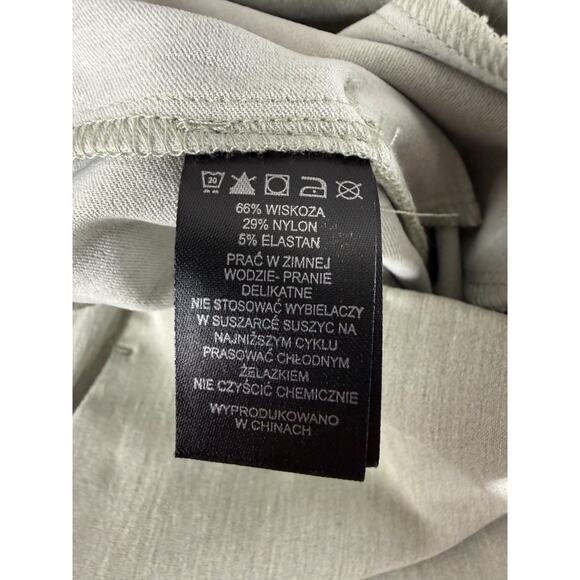 30
66% WISKOZA
29% NYLON
5% ELASTAN
PRAĆ W ZIMNEJ
WODZIE- PRANIE
DELIKATNE
NIE STOSOWAĆ WYBIELACZY
W SUSZARCE SUSZYC NA
NAJNIŻSZYM CYKLU
PRASOWAĆ CHŁODNYM
ŻELAZKIEM
NIE CZYŚCIĆ CHEMICZNIE
WYPRODUKOWANO
W CHINACH